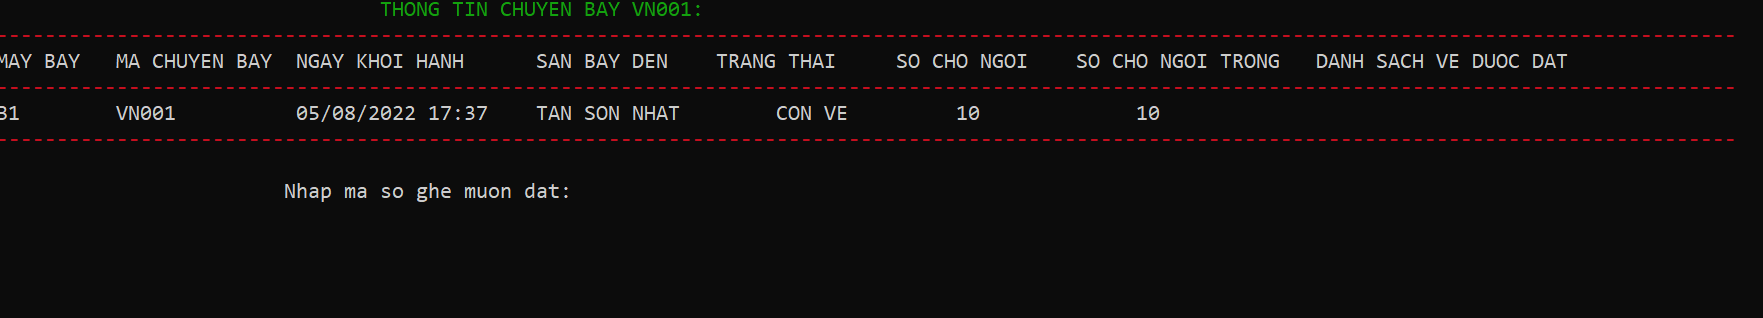 THONG TIN CHUYEN BAY VN001:
MAY BAY MA CHUYEN BAY NGAY KHOI HANH SAN BAY DEN TRANG THAI SO CHO NGOI SO CHO NGOI TRONG DANH SACH VE DUOC DAT
VN001 05/08/2022 17:37 TAN SON NHAT CON VE 10 10
Nhap ma so ghe muon dat: